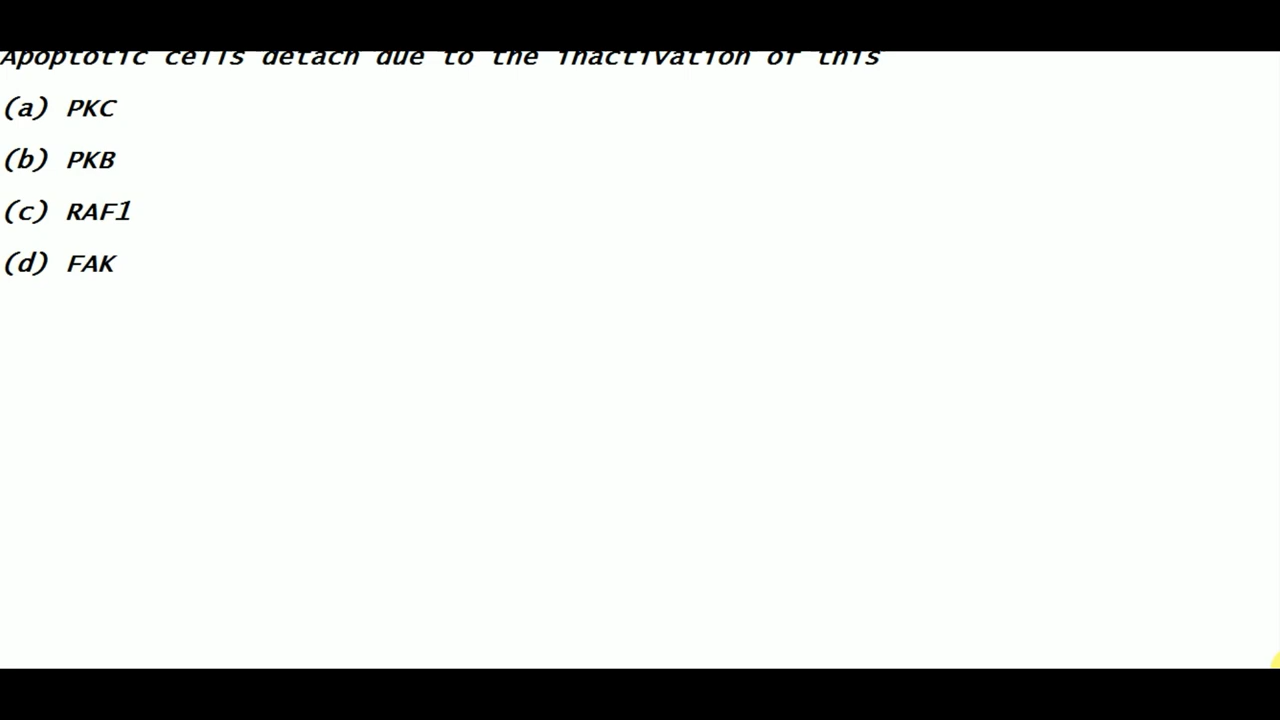 Apoptotic cells detach due to the inactivation of this
(a) PKC
(b) PKB
(c) RAF1
(d) FAK